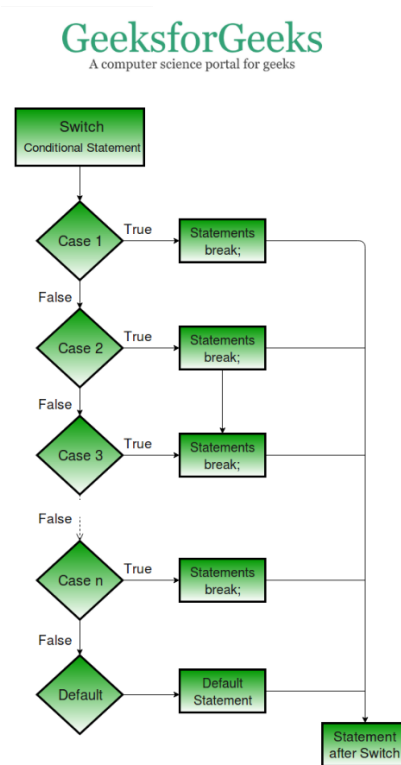 GeeksforGeeks
A computer science portal for geeks
Switch
Conditional Statement
Case 1
True
Statements
break;
False
Case 2
True
Statements
break;
False
Case 3
True
Statements
break;
False
Case n
True
Statements
break;
False
Default
Default
Statement
Statement
after Switch